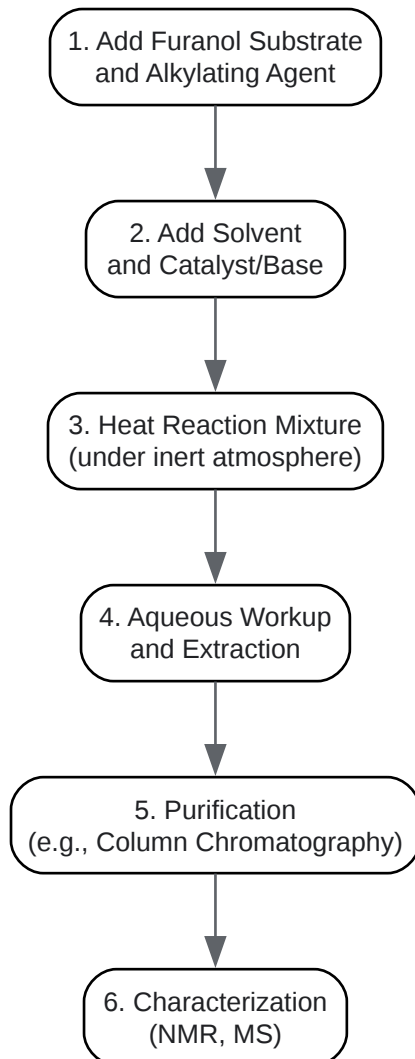 1. Add Furanol Substrate
and Alkylating Agent
2. Add Solvent
and Catalyst/Base
3. Heat Reaction Mixture
(under inert atmosphere)
4. Aqueous Workup
and Extraction
5. Purification
(e.g., Column Chromatography)
6. Characterization
(NMR, MS)